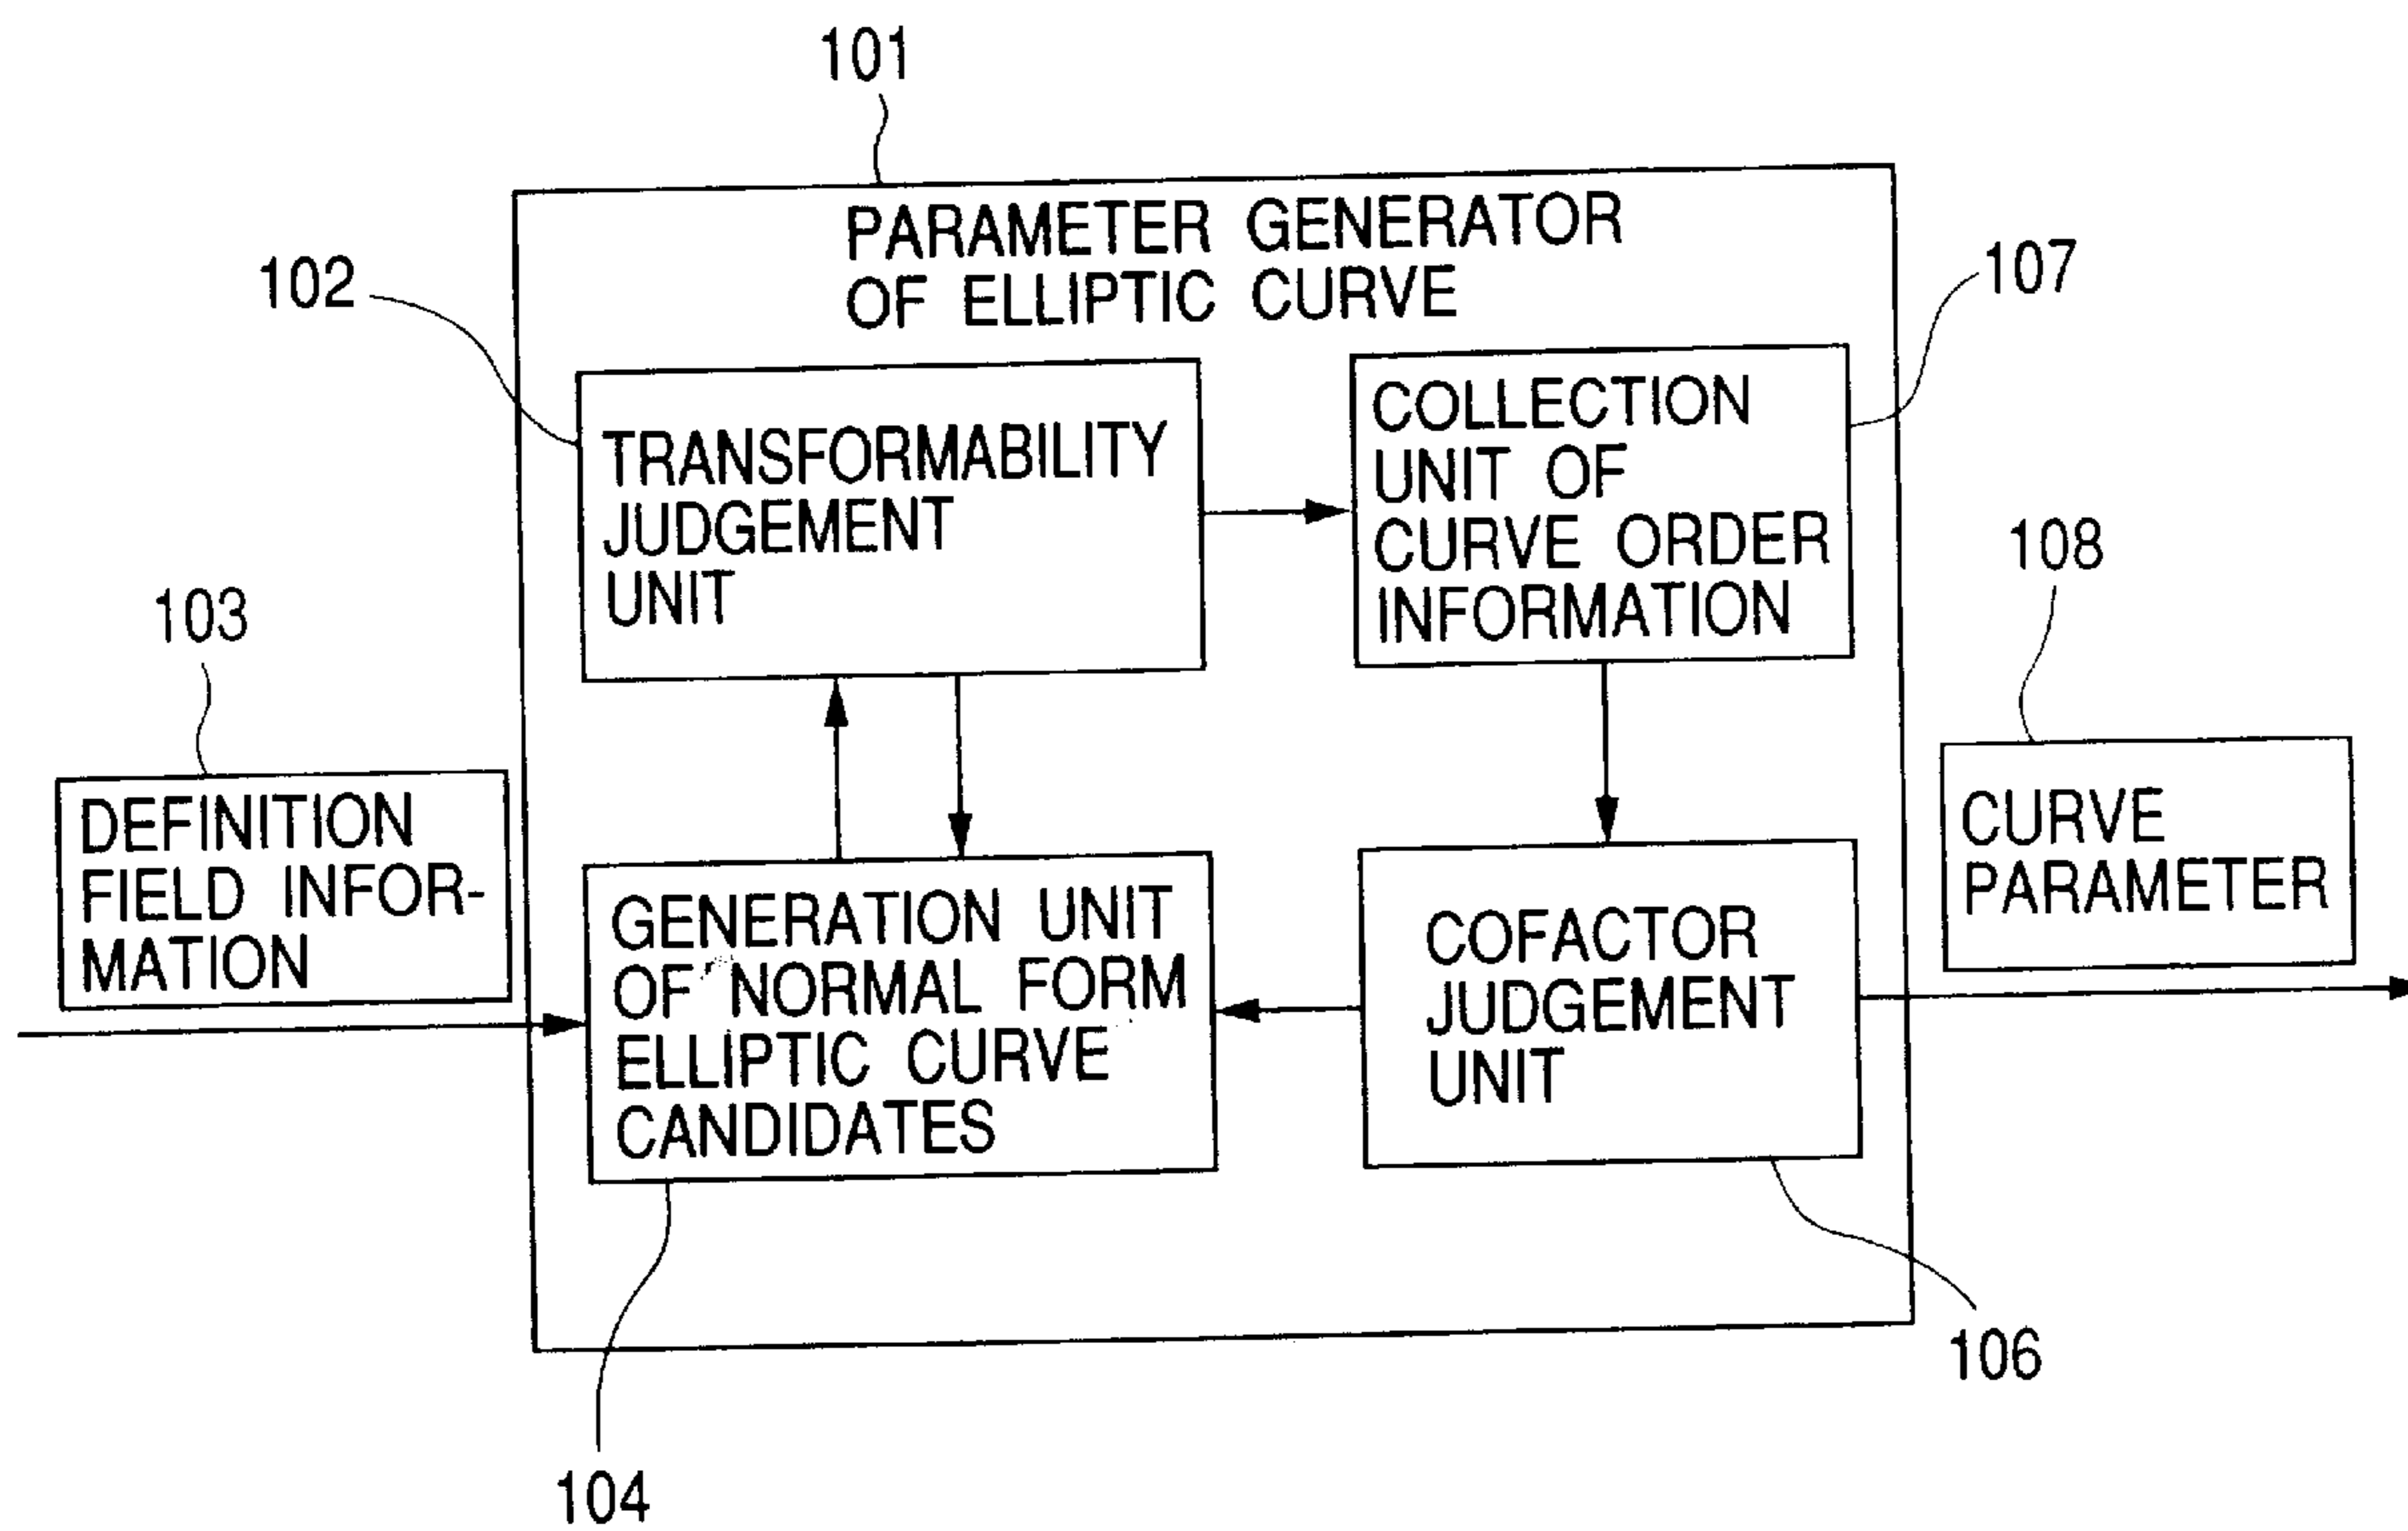 101
PARAMETER GENERATOR
OF ELLIPTIC CURVE
102
107
TRANSFORMABILITY
JUDGEMENT
UNIT
COLLECTION
UNIT OF
CURVE ORDER
INFORMATION
103
108
DEFINITION
FIELD INFOR-
MATION
CURVE
PARAMETER
GENERATION UNIT
OF NORMAL FORM
ELLIPTIC CURVE
CANDIDATES
COFACTOR
JUDGEMENT
UNIT
106
104